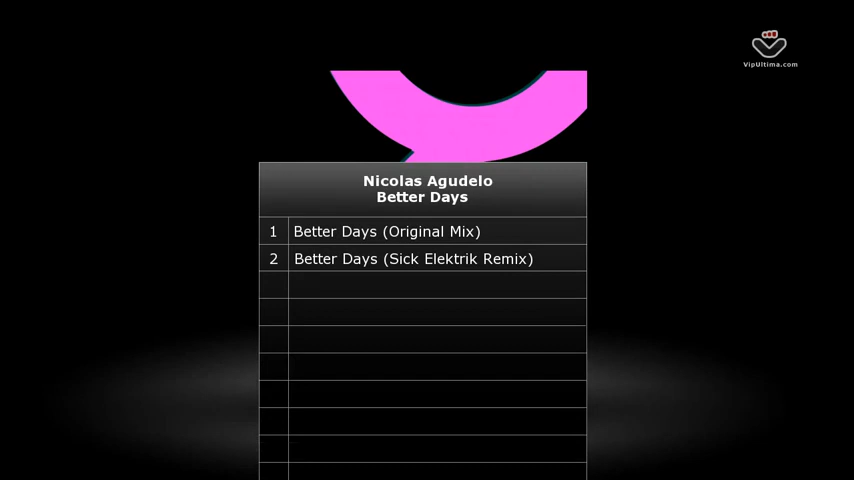 VipUltima.com
Nicolas Agudelo
Better Days
1 Better Days (Original Mix)
2 Better Days (Sick Elektrik Remix)